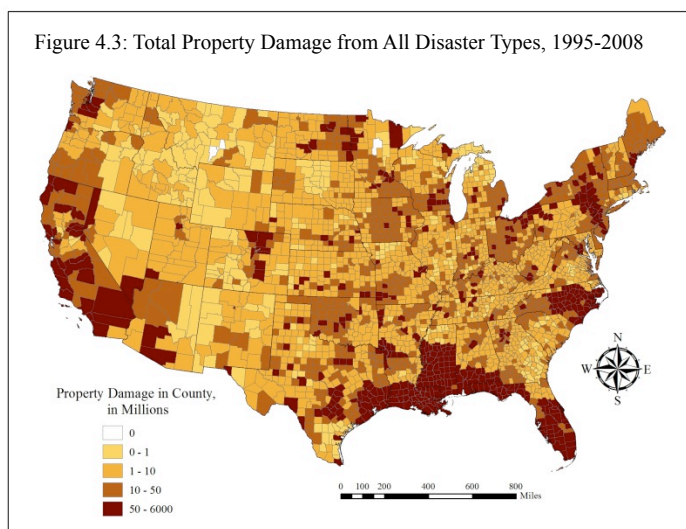 Figure 4.3: Total Property Damage from All Disaster Types, 1995-2008
N
W E
S
Property Damage in County,
in Millions
0
0 - 1
1 - 10
10 - 50
50 - 6000
0 100 200 400 600 800
Miles